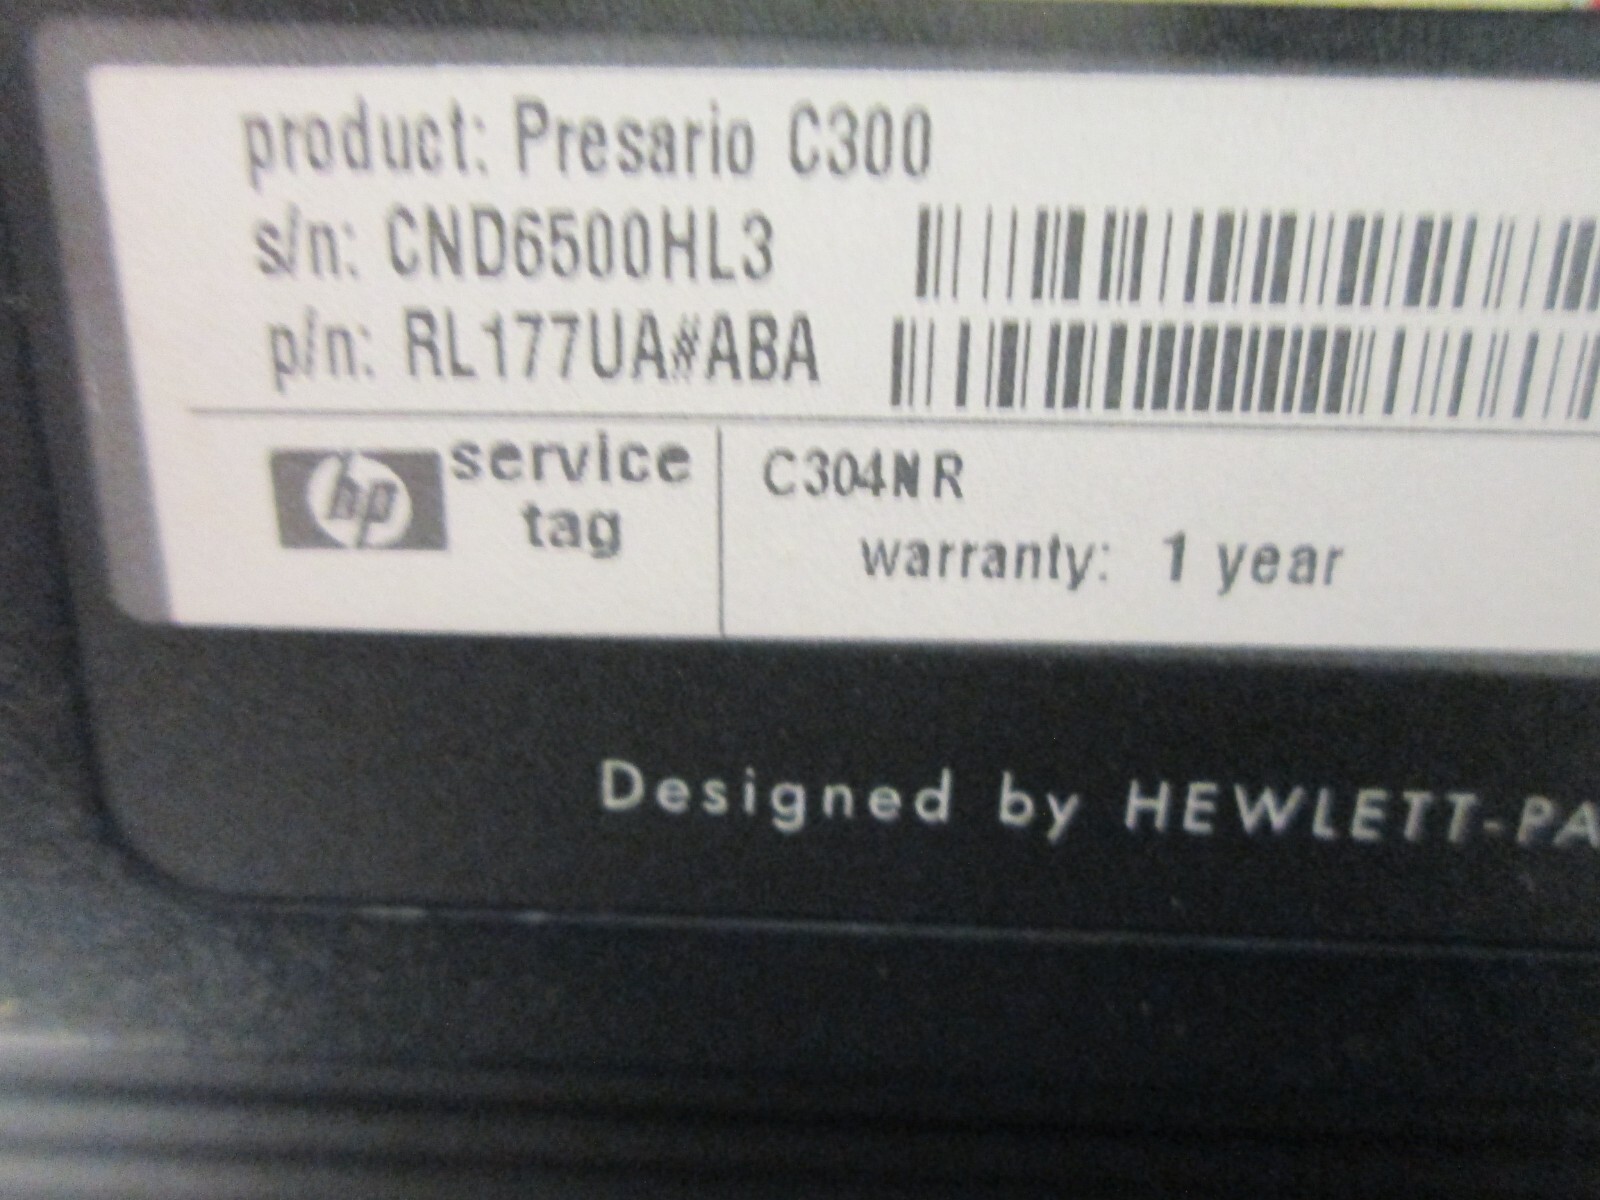 product: Presario C300
s/n: CND6500HL3
p/n: RL177UA#ABA
hp service tag
C304NR
warranty: 1 year
Designed by HEWLETT-PA